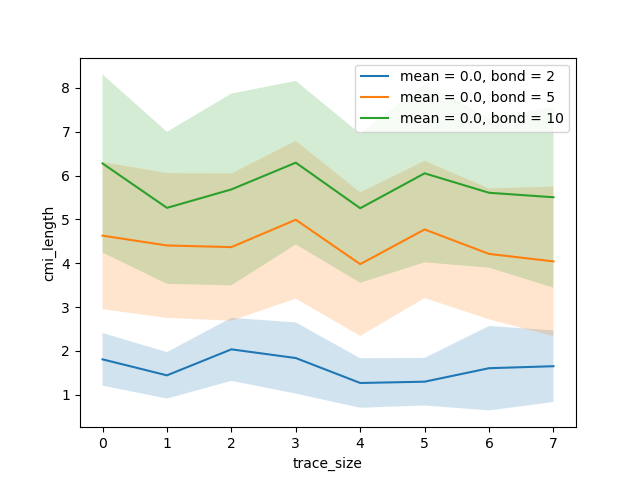 mean = 0.0, bond = 2
mean = 0.0, bond = 5
mean = 0.0, bond = 10
8
7
6
5
4
3
2
1
cmi_length
0 1 2 3 4 5 6 7
trace_size